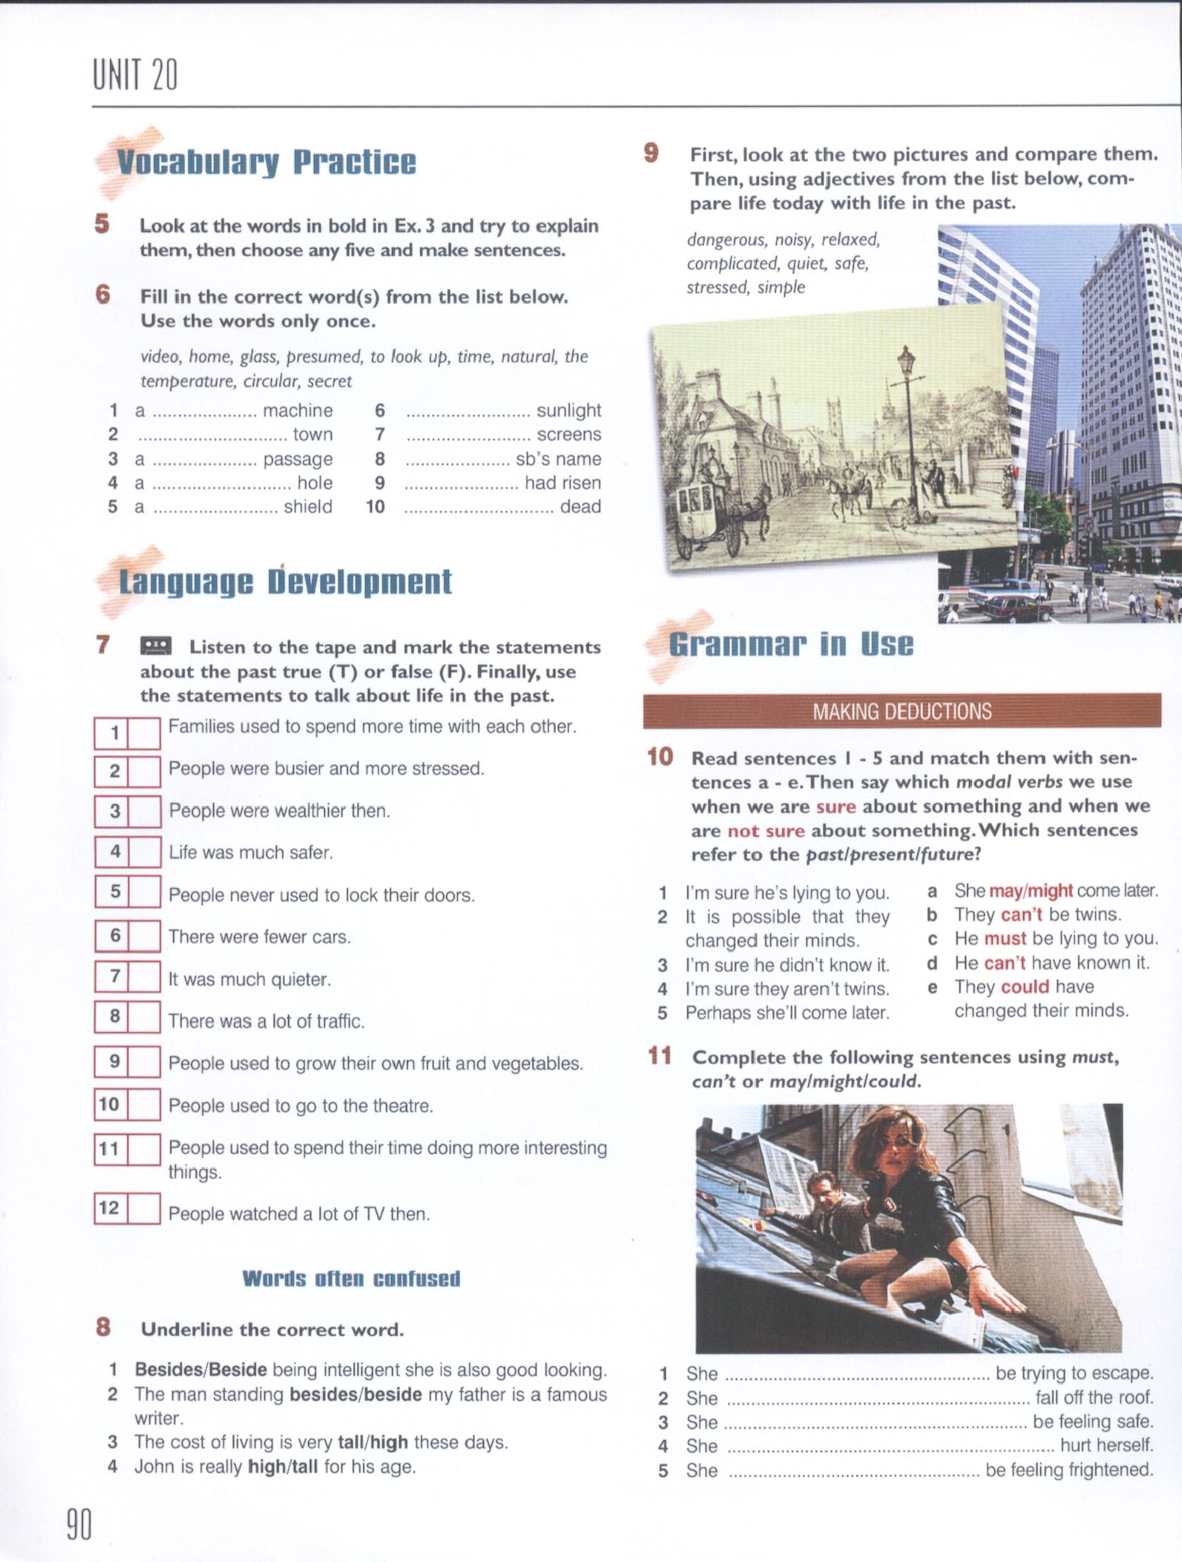 UNIT 20
Vocabulary Practice
5 Look at the words in bold in Ex. 3 and try to explain
them, then choose any five and make sentences.
6 Fill in the correct word(s) from the list below.
Use the words only once.
video, home, glass, presumed, to look up, time, natural, the
temperature, circular, secret
1 a .................... machine
2 ............................ town
3 a .................... passage
4 a .......................... hole
5 a ....................... shield
6 ....................... sunlight
7 ....................... screens
8 .................... sb's name
9 ...................... had risen
10 ............................ dead
Language Development
7 Listen to the tape and mark the statements
about the past true (T) or false (F). Finally, use
the statements to talk about life in the past.
1 Families used to spend more time with each other.
2 People were busier and more stressed.
3 People were wealthier then.
4 Life was much safer.
5 People never used to lock their doors.
6 There were fewer cars.
7 It was much quieter.
8 There was a lot of traffic.
9 People used to grow their own fruit and vegetables.
10 People used to go to the theatre.
11 People used to spend their time doing more interesting
things.
12 People watched a lot of TV then.
Words often confused
8 Underline the correct word.
1 Besides/Beside being intelligent she is also good looking.
2 The man standing besides/beside my father is a famous
writer.
3 The cost of living is very tall/high these days.
4 John is really high/tall for his age.
90
9 First, look at the two pictures and compare them.
Then, using adjectives from the list below, com-
pare life today with life in the past.
dangerous, noisy, relaxed,
complicated, quiet, safe,
stressed, simple
Grammar in Use
MAKING DEDUCTIONS
10 Read sentences 1 - 5 and match them with sen-
tences a - e. Then say which modal verbs we use
when we are sure about something and when we
are not sure about something. Which sentences
refer to the past/present/future?
1 I'm sure he's lying to you.
2 It is possible that they
changed their minds.
3 I'm sure he didn't know it.
4 I'm sure they aren't twins.
5 Perhaps she'll come later.
a She may/might come later.
b They can't be twins.
c He must be lying to you.
d He can't have known it.
e They could have
changed their minds.
11 Complete the following sentences using must,
can't or may/might/could.
1 She .................................................. be trying to escape.
2 She .......................................................... fall off the roof.
3 She .......................................................... be feeling safe.
4 She .............................................................. hurt herself.
5 She ................................................ be feeling frightened.